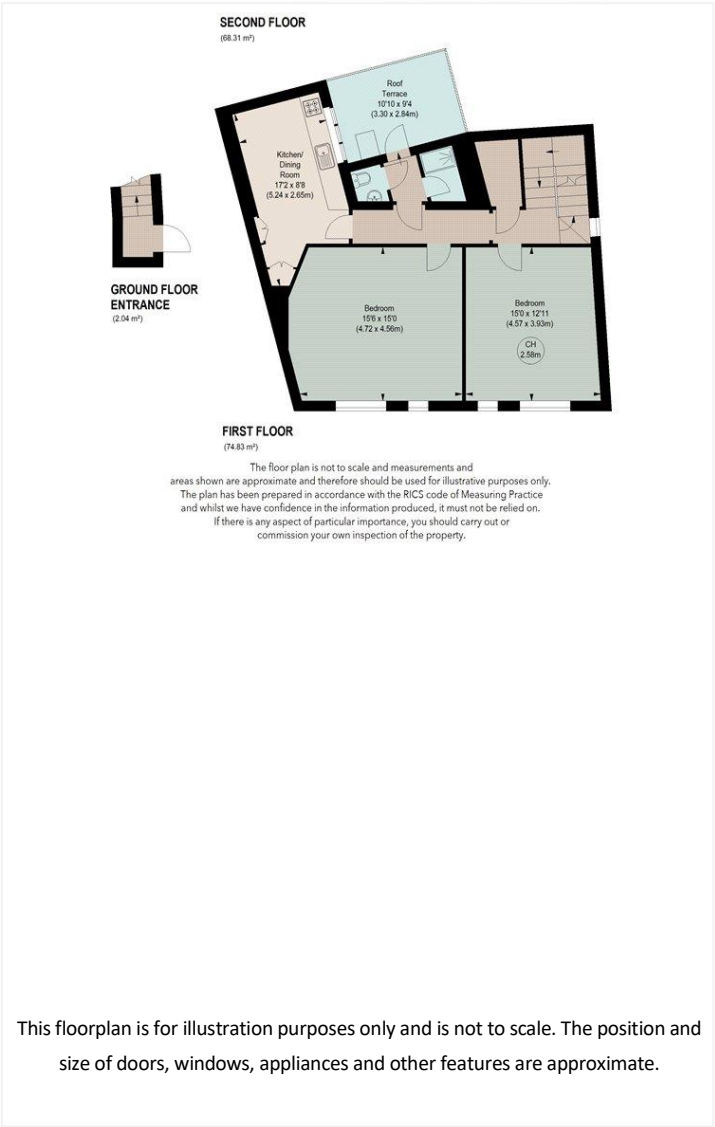 SECOND FLOOR
(68.31 m²)
Roof
Terrace
10'10 x 9'4
(3.30 x 2.84m)
Kitchen/
Dining
Room
17'2 x 8'8
(5.24 x 2.65m)
GROUND FLOOR
ENTRANCE
(2.04 m²)
Bedroom
15'6 x 15'0
(4.72 x 4.56m)
Bedroom
15'0 x 12'11
(4.57 x 3.93m)
CH
2.58m
FIRST FLOOR
(74.83 m²)
The floor plan is not to scale and measurements and
areas shown are approximate and therefore should be used for illustrative purposes only.
The plan has been prepared in accordance with the RICS code of Measuring Practice
and whilst we have confidence in the information produced, it must not be relied on.
If there is any aspect of particular importance, you should carry out or
commission your own inspection of the property.
This floorplan is for illustration purposes only and is not to scale. The position and
size of doors, windows, appliances and other features are approximate.